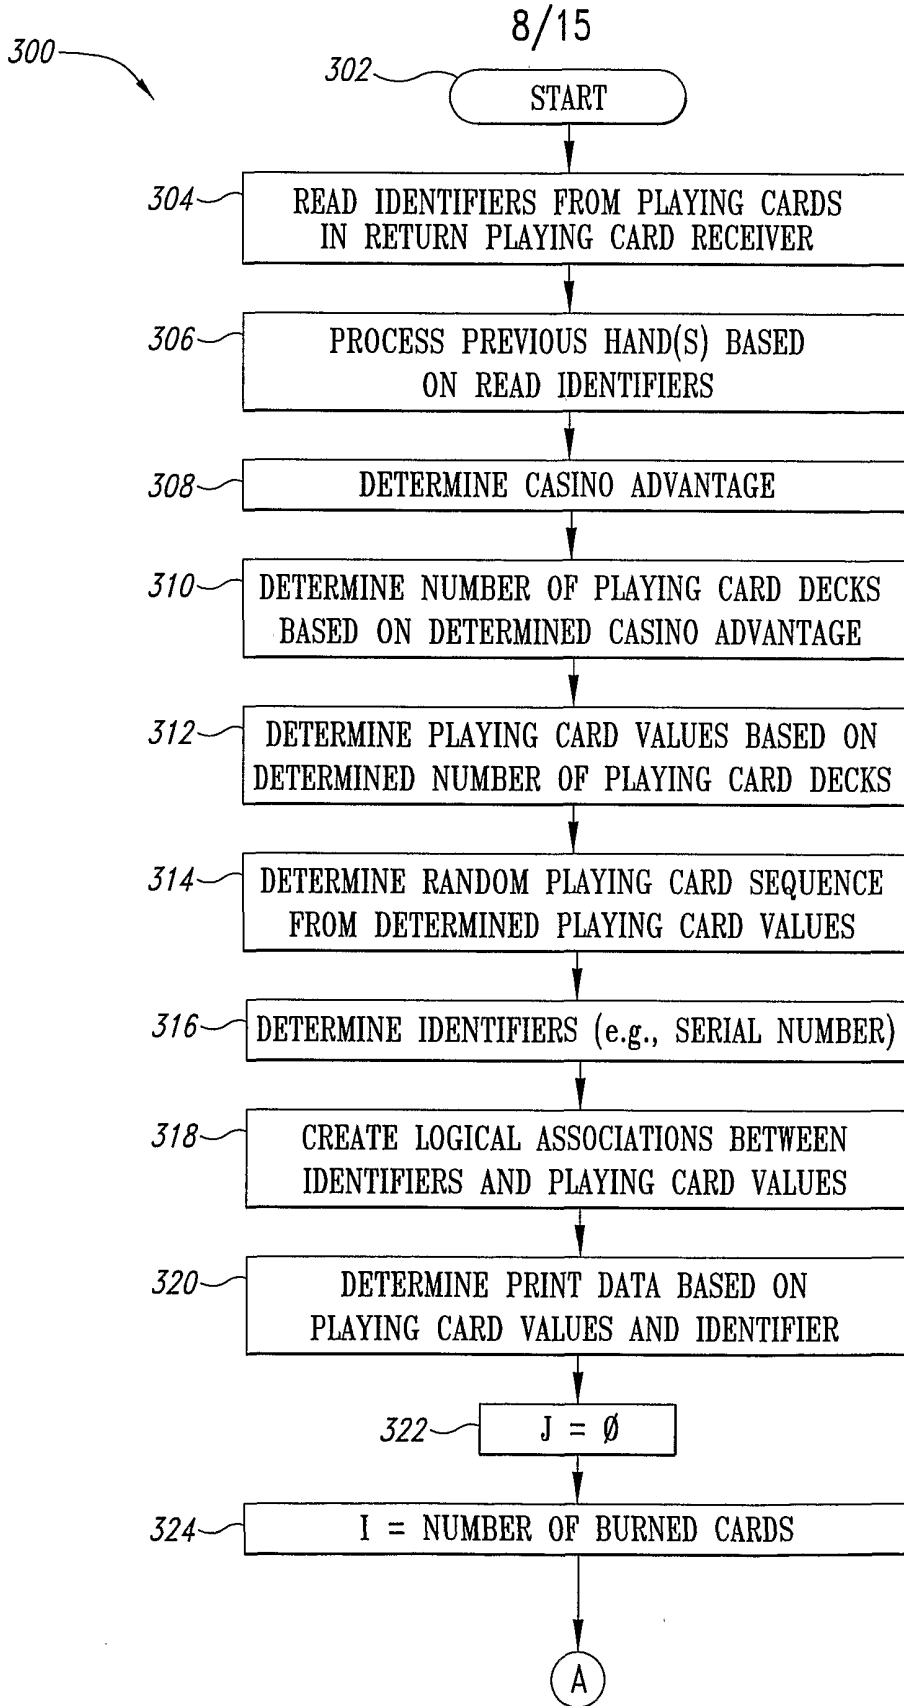 8/15
300
302
START
304
READ IDENTIFIERS FROM PLAYING CARDS
IN RETURN PLAYING CARD RECEIVER
306
PROCESS PREVIOUS HAND(S) BASED
ON READ IDENTIFIERS
308
DETERMINE CASINO ADVANTAGE
310
DETERMINE NUMBER OF PLAYING CARD DECKS
BASED ON DETERMINED CASINO ADVANTAGE
312
DETERMINE PLAYING CARD VALUES BASED ON
DETERMINED NUMBER OF PLAYING CARD DECKS
314
DETERMINE RANDOM PLAYING CARD SEQUENCE
FROM DETERMINED PLAYING CARD VALUES
316
DETERMINE IDENTIFIERS (e.g., SERIAL NUMBER)
318
CREATE LOGICAL ASSOCIATIONS BETWEEN
IDENTIFIERS AND PLAYING CARD VALUES
320
DETERMINE PRINT DATA BASED ON
PLAYING CARD VALUES AND IDENTIFIER
322
J = Ø
324
I = NUMBER OF BURNED CARDS
A